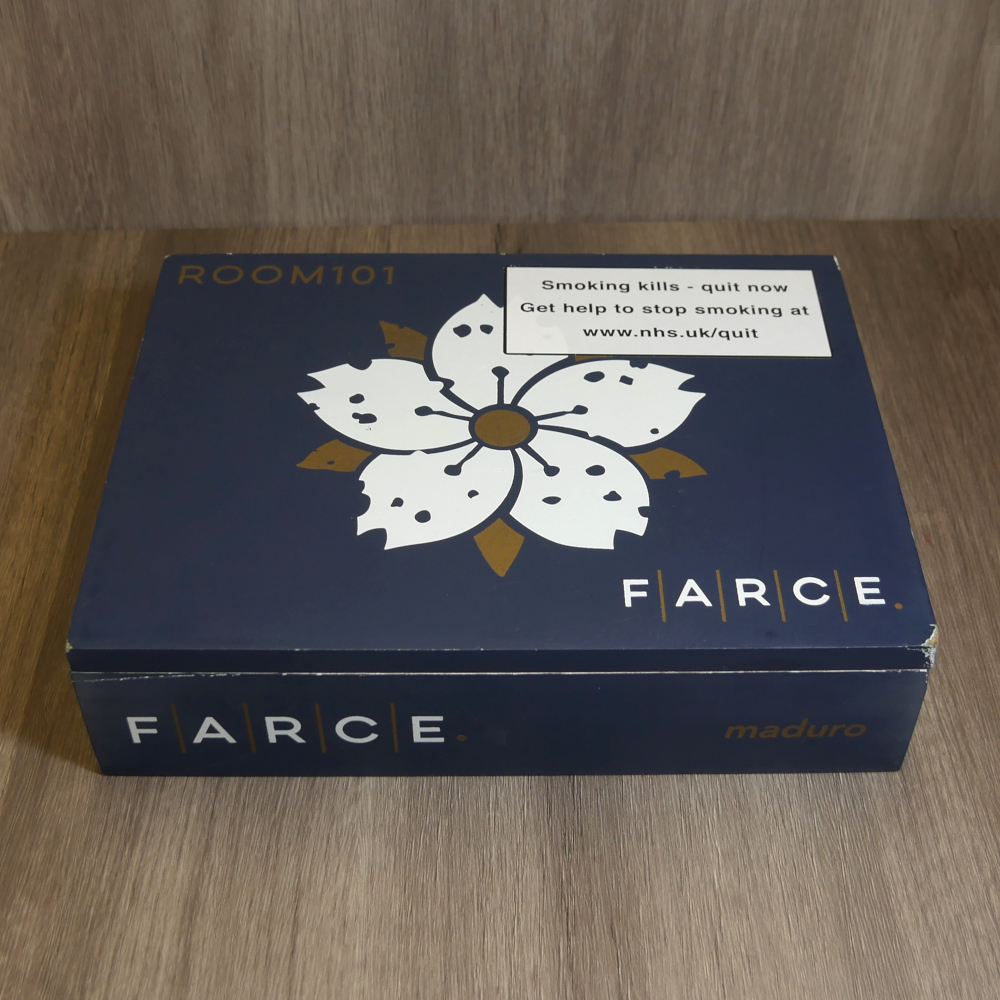 ROOM101
Smoking kills - quit now
Get help to stop smoking at
www.nhs.uk/quit
F|A|R|C|E.
F|A|R|C|E.
maduro